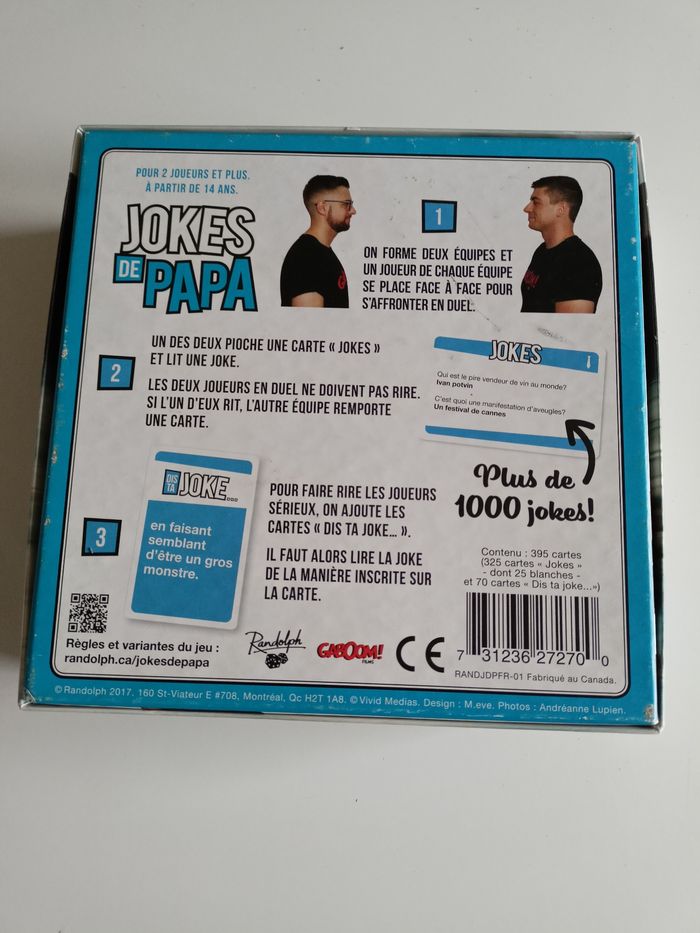 POUR 2 JOUEURS ET PLUS.
À PARTIR DE 14 ANS.
JOKES
DE PAPA
1
ON FORME DEUX ÉQUIPES ET
UN JOUEUR DE CHAQUE ÉQUIPE
SE PLACE FACE À FACE POUR
S'AFFRONTER EN DUEL.
2
UN DES DEUX PIOCHE UNE CARTE « JOKES »
ET LIT UNE JOKE.
LES DEUX JOUEURS EN DUEL NE DOIVENT PAS RIRE.
SI L'UN D'EUX RIT, L'AUTRE ÉQUIPE REMPORTE
UNE CARTE.
JOKES
Qui est le pire vendeur de vin au monde?
Ivan potvin
C'est quoi une manifestation d'aveugles?
Un festival de cannes
Plus de
1000 jokes!
3
DIS TA JOKE...
en faisant
semblant
d'être un gros
monstre.
POUR FAIRE RIRE LES JOUEURS
SÉRIEUX, ON AJOUTE LES
CARTES « DIS TA JOKE... ».
IL FAUT ALORS LIRE LA JOKE
DE LA MANIÈRE INSCRITE SUR
LA CARTE.
Contenu : 395 cartes
(325 cartes « Jokes »
- dont 25 blanches -
et 70 cartes « Dis ta joke...»)
Règles et variantes du jeu :
randolph.ca/jokesdepapa
Randolph
GABOOM!
FILMS
CE
7 31236 27270 0
RANDJDPFR-01 Fabriqué au Canada.
© Randolph 2017. 160 St-Viateur E #708, Montréal, Qc H2T 1A8. © Vivid Medias. Design : M.eve. Photos : Andréanne Lupien.